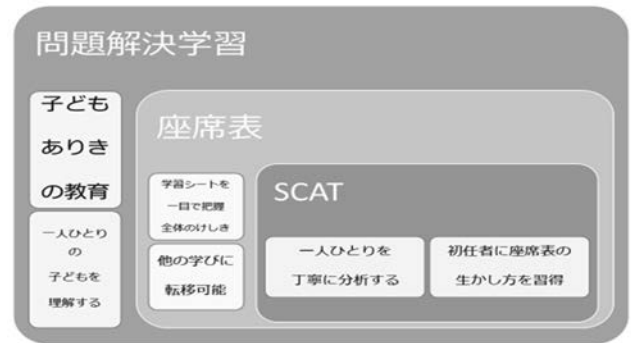 問題解決学習
子ども
ありき
の教育
一人ひとり
の
子どもを
理解する
座席表
学習シートを
一目で把握
全体のけしき
他の学びに
転移可能
SCAT
一人ひとりを
丁寧に分析する
初任者に座席表の
生かし方を習得